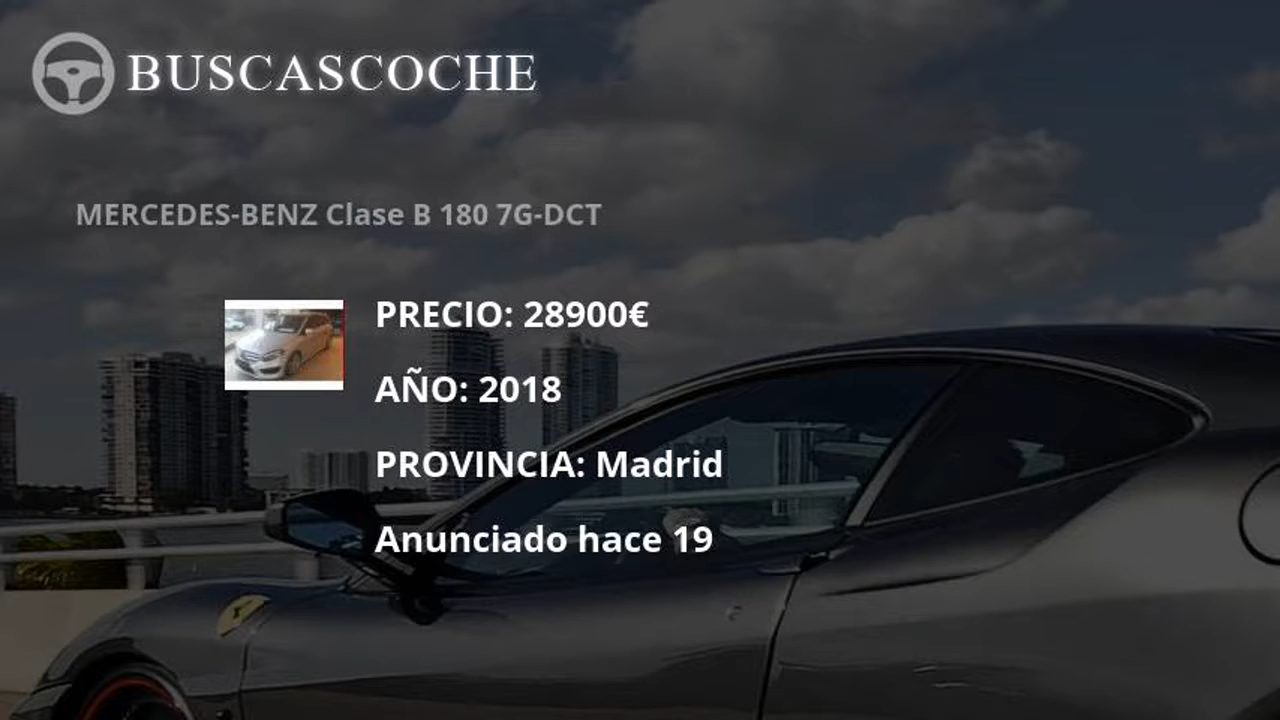 BUSCASCOCHE
MERCEDES-BENZ Clase B 180 7G-DCT
PRECIO: 28900€
AÑO: 2018
PROVINCIA: Madrid
Anunciado hace 19